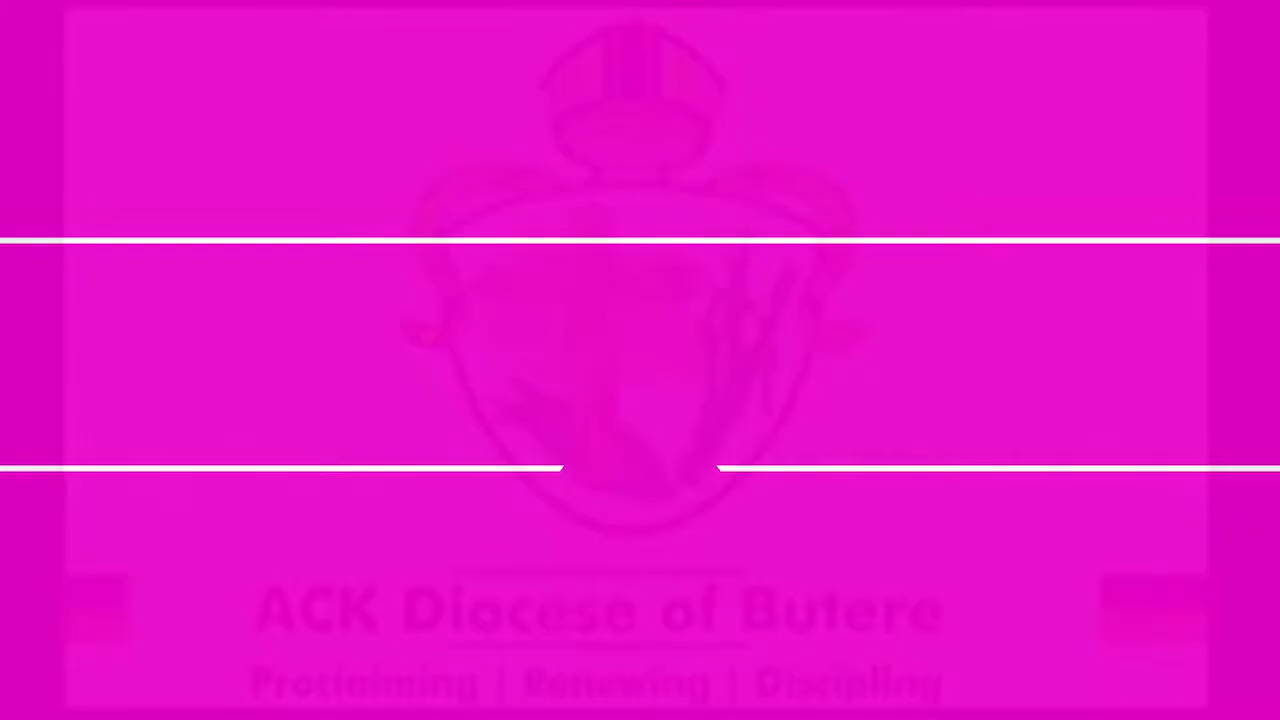 ACK Diocese of Butere
Proclaiming | Renewing | Discipling